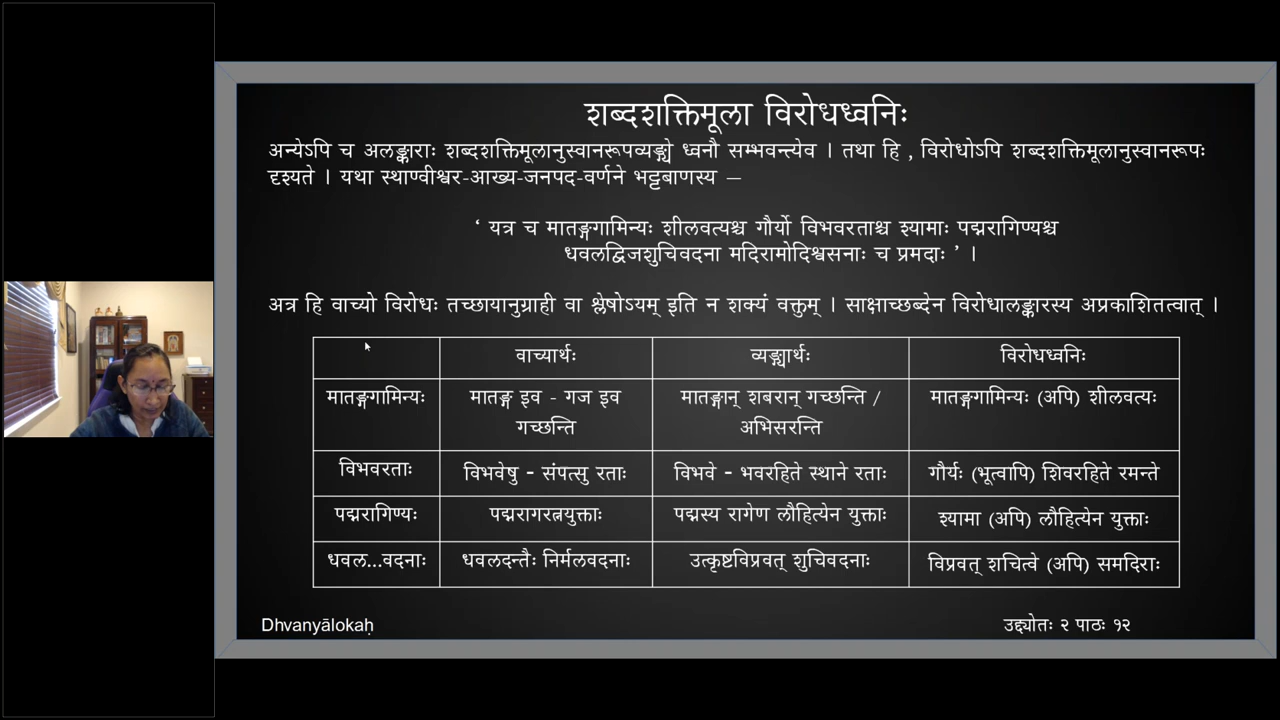 शब्दशक्तिमूला विरोधध्वनिः
अन्येऽपि च अलङ्काराः शब्दशक्तिमूलानुस्वानरूपव्यङ्ग्ये ध्वनौ सम्भवन्त्येव । तथा हि , विरोधोऽपि शब्दशक्तिमूलानुस्वानरूपः
दृश्यते । यथा स्थाण्वीश्वर-आख्य-जनपद-वर्णने भट्टबाणस्य –
‘ यत्र च मातङ्गगामिन्यः शीलवत्यश्च गौर्यो विभवरताश्च श्यामाः पद्मरागिण्यश्च
धवलद्विजशुचिवदना मदिरामोदिश्वसनाः च प्रमदाः ’ ।
अत्र हि वाच्यो विरोधः तच्छायानुग्राही वा श्लेषोऽयम् इति न शक्यं वक्तुम् । साक्षाच्छब्देन विरोधालङ्कारस्य अप्रकाशितत्वात् ।
वाच्यार्थः व्यङ्ग्यार्थः विरोधध्वनिः
मातङ्गगामिन्यः मातङ्ग इव - गज इव मातङ्गान् शबरान् गच्छन्ति / मातङ्गगामिन्यः (अपि) शीलवत्यः
गच्छन्ति अभिसरन्ति
विभवरताः विभवेषु - संपत्सु रताः विभवे - भवरहिते स्थाने रताः गौर्यः (भूत्वापि) शिवरहिते रमन्ते
पद्मरागिण्यः पद्मरागरत्नयुक्ताः पद्मस्य रागेण लौहित्येन युक्ताः श्यामा (अपि) लौहित्येन युक्ताः
धवल...वदनाः धवलदन्तैः निर्मलवदनाः उत्कृष्टविप्रवत् शुचिवदनाः विप्रवत् शचित्वे (अपि) समदिराः
Dhvanyālokaḥ उद्द्योतः २ पाठः १२